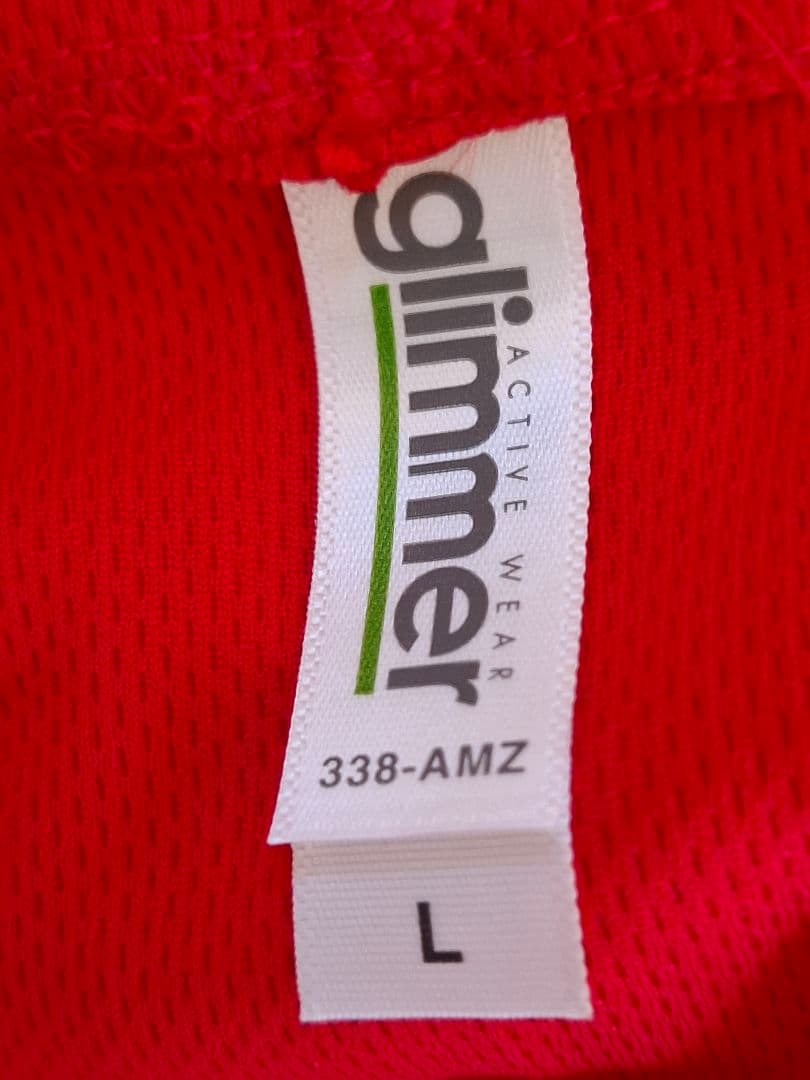 ACTIVE WEAR
glimmer
338-AMZ
L